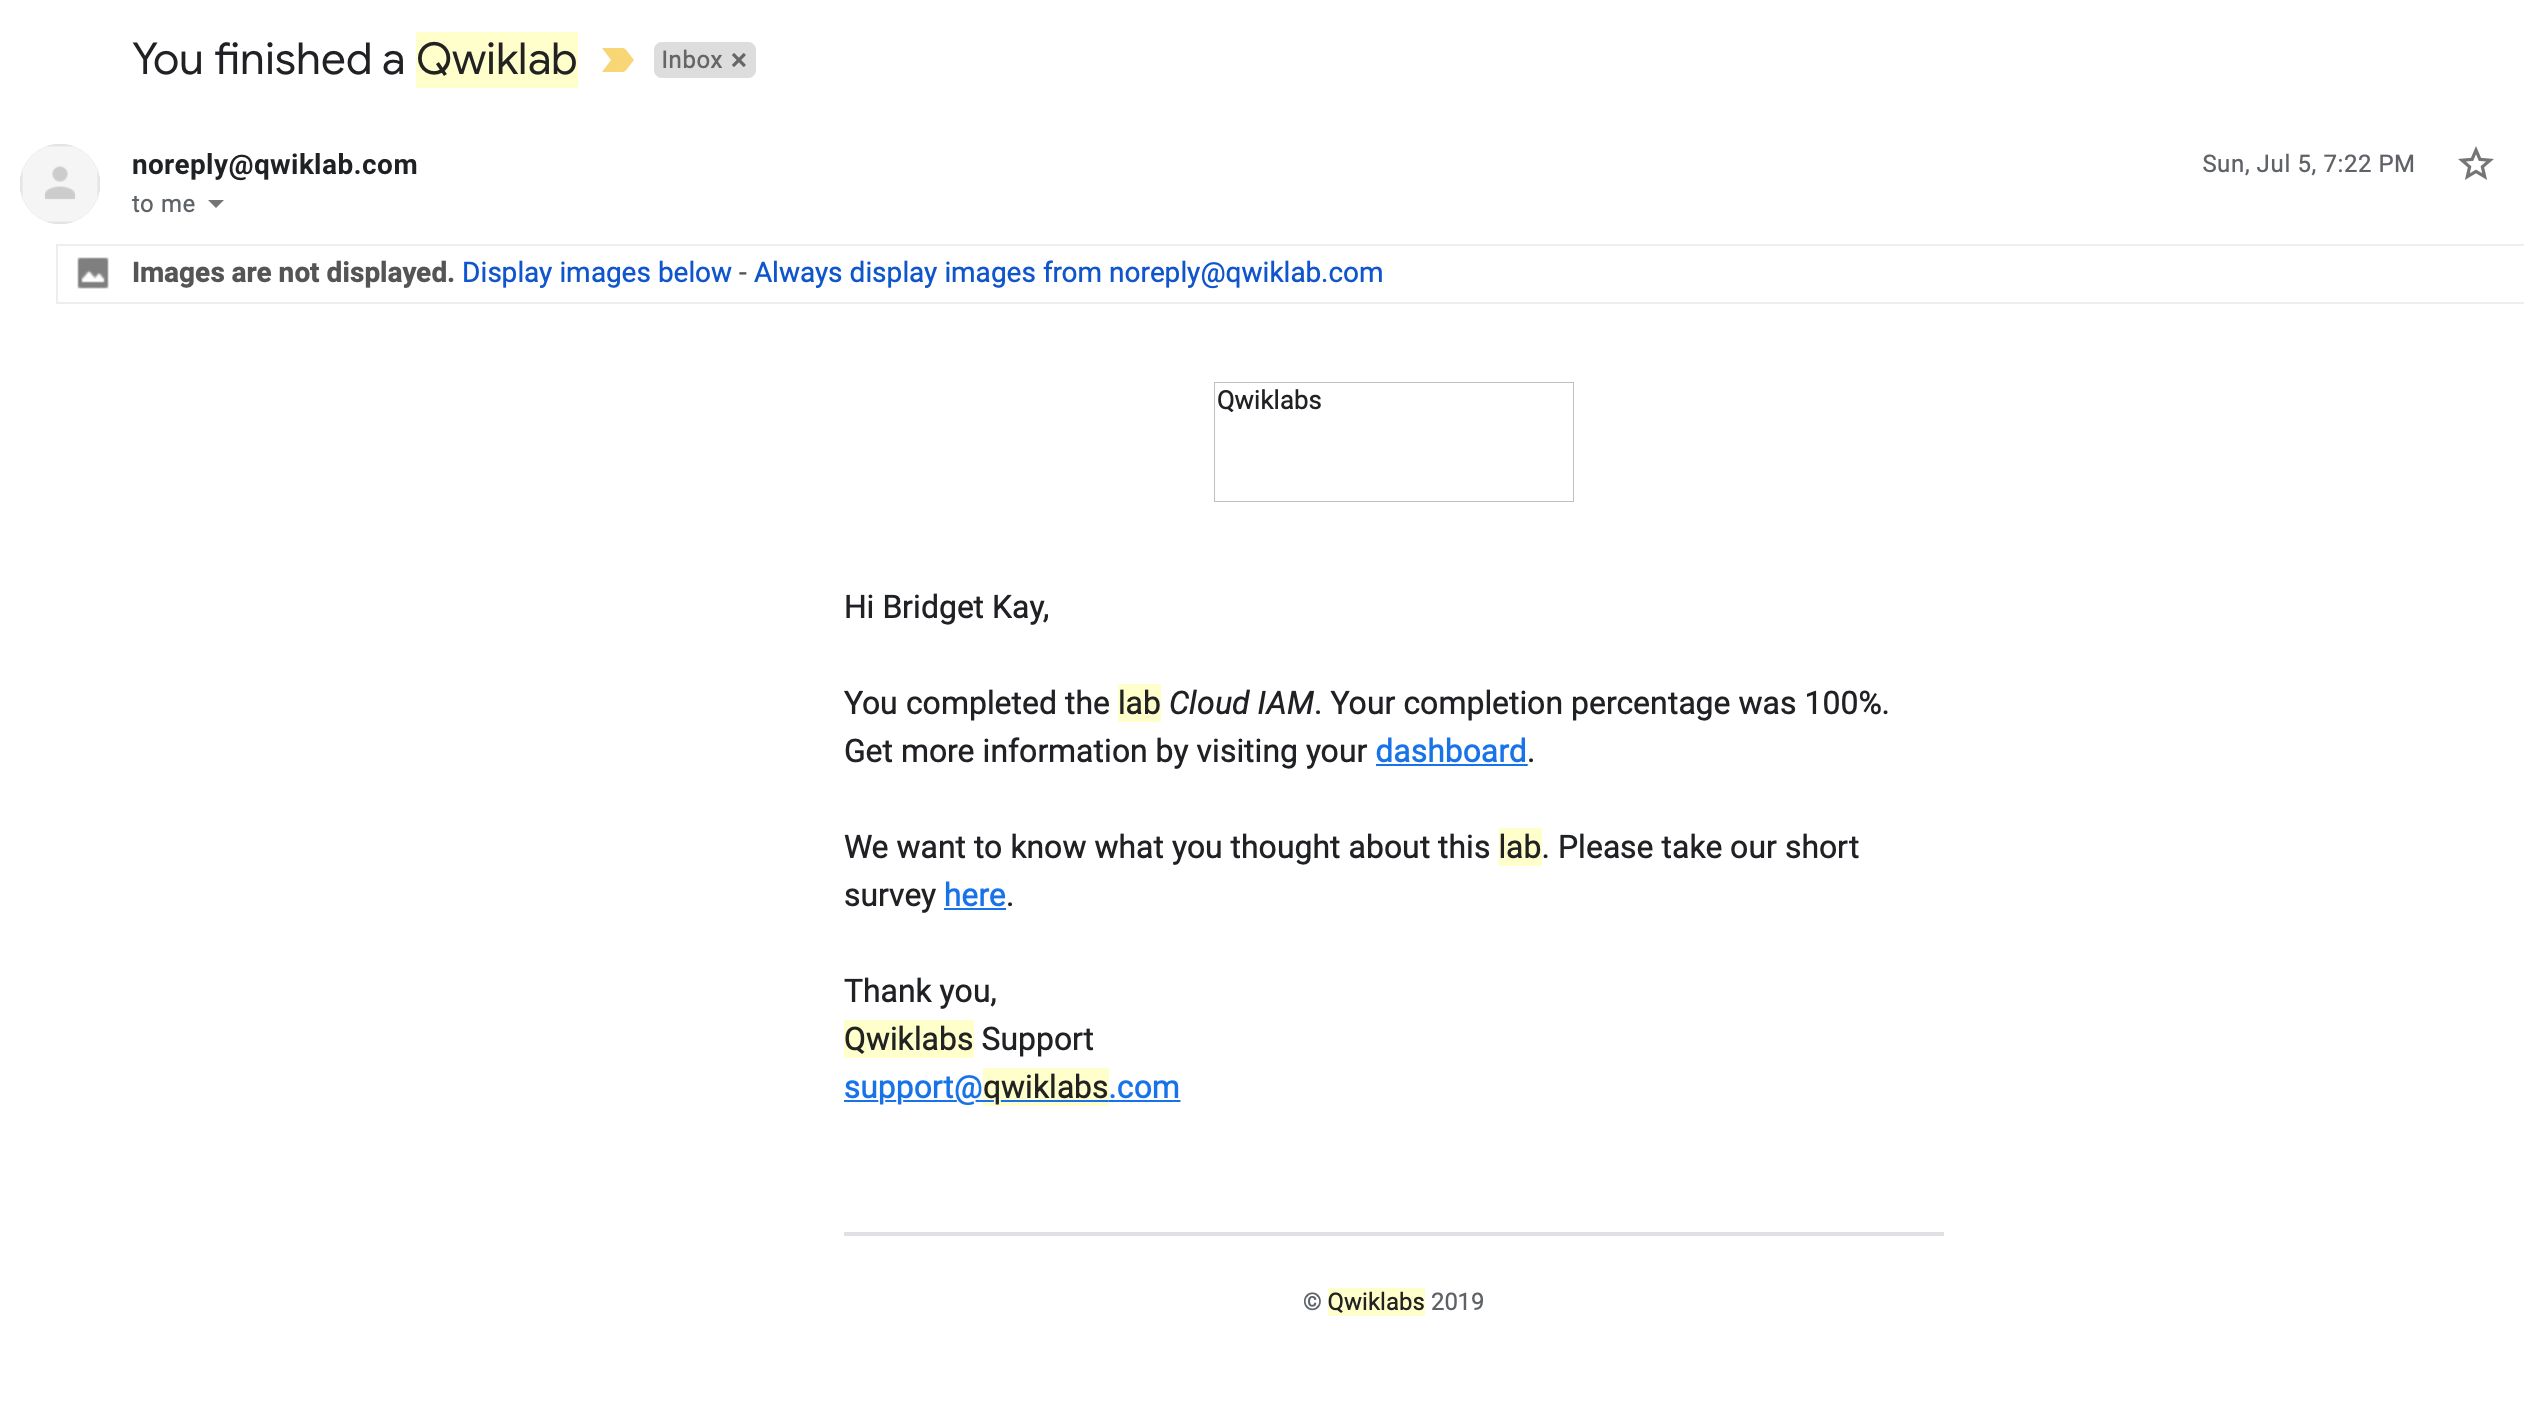 You finished a Qwiklab Inbox ×
noreply@qwiklab.com Sun, Jul 5, 7:22 PM
to me
Images are not displayed. Display images below - Always display images from noreply@qwiklab.com
Qwiklabs
Hi Bridget Kay,
You completed the lab Cloud IAM. Your completion percentage was 100%.
Get more information by visiting your dashboard.
We want to know what you thought about this lab. Please take our short
survey here.
Thank you,
Qwiklabs Support
support@qwiklabs.com
© Qwiklabs 2019